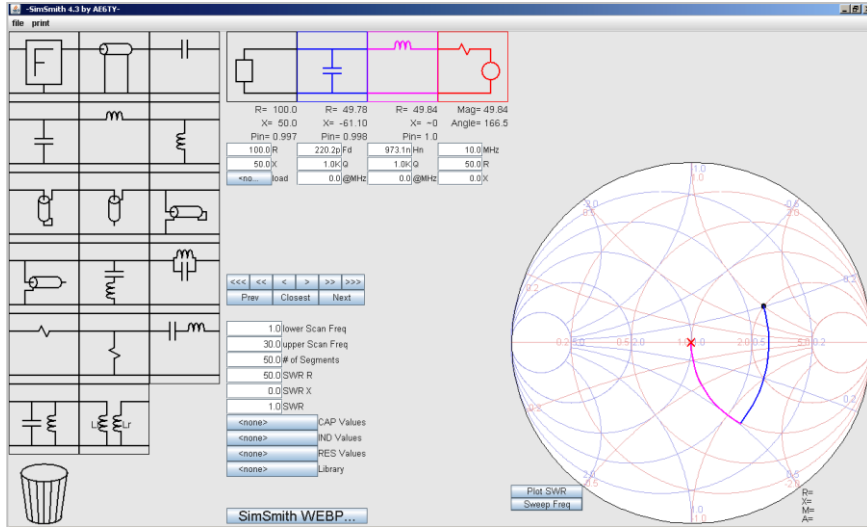 -SimSmith 4.3 by AE6TY-
file print
F
R= 100.0 R= 49.78 R= 49.84 Mag= 49.84
X= 50.0 X= -61.10 X= ~0 Angle= 166.5
Pin= 0.997 Pin= 0.998 Pin= 1.0
100.0 R 220.2p Fd 973.1n Hn 10.0 MHz
50.0 X 1.0K Q 1.0K Q 50.0 R
<no... load 0.0 @MHz 0.0 @MHz 0.0 X
<<< << < > >> >>>
Prev Closest Next
1.0 lower Scan Freq
30.0 upper Scan Freq
50.0 # of Segments
50.0 SWR R
0.0 SWR X
1.0 SWR
<none> CAP Values
<none> IND Values
<none> RES Values
<none> Library
SimSmith WEBP...
Plot SWR
Sweep Freq
R=
X=
M=
A=